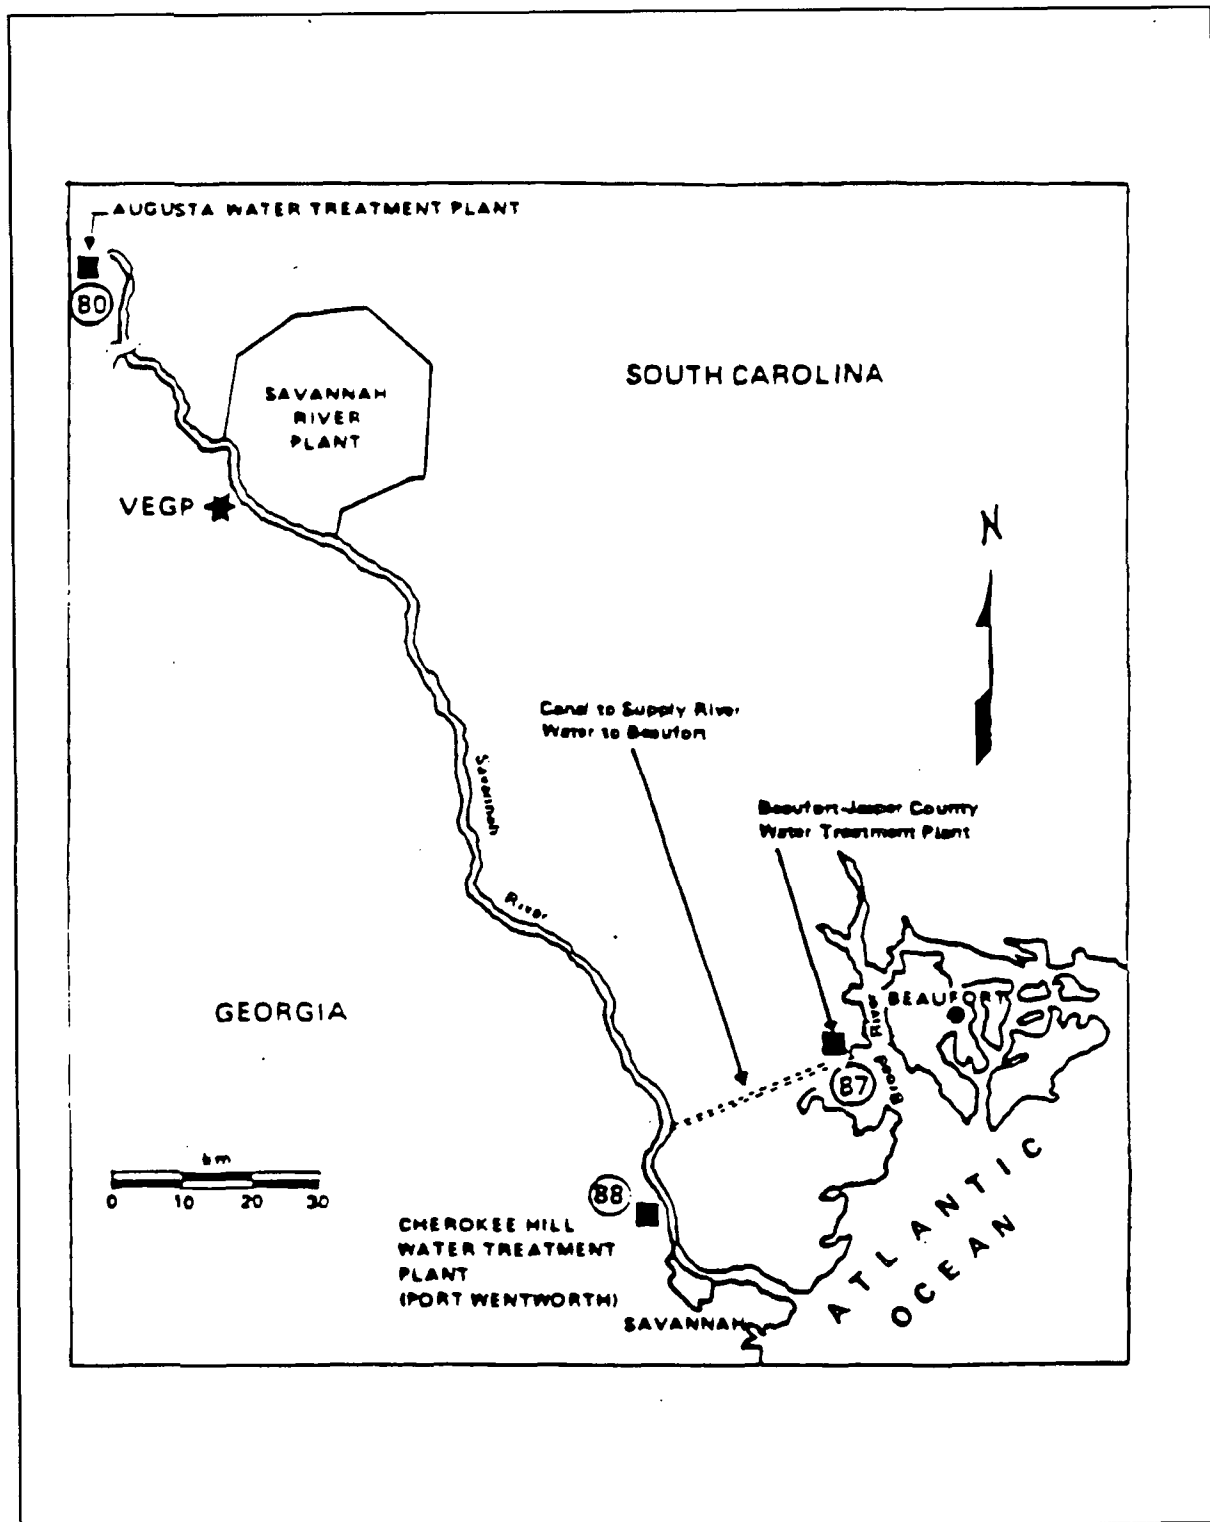 AUGUSTA WATER TREATMENT PLANT
80
SOUTH CAROLINA
SAVANNAH
RIVER
PLANT
VEGP
N
Canal to Supply River
Water to Beaufort
Savannah
River
Beaufort-Jasper County
Water Treatment Plant
BEAUFORT
Broad River
87
GEORGIA
km
0 10 20 30
88
CHEROKEE HILL
WATER TREATMENT
PLANT
(PORT WENTWORTH)
SAVANNAH
ATLANTIC
OCEAN